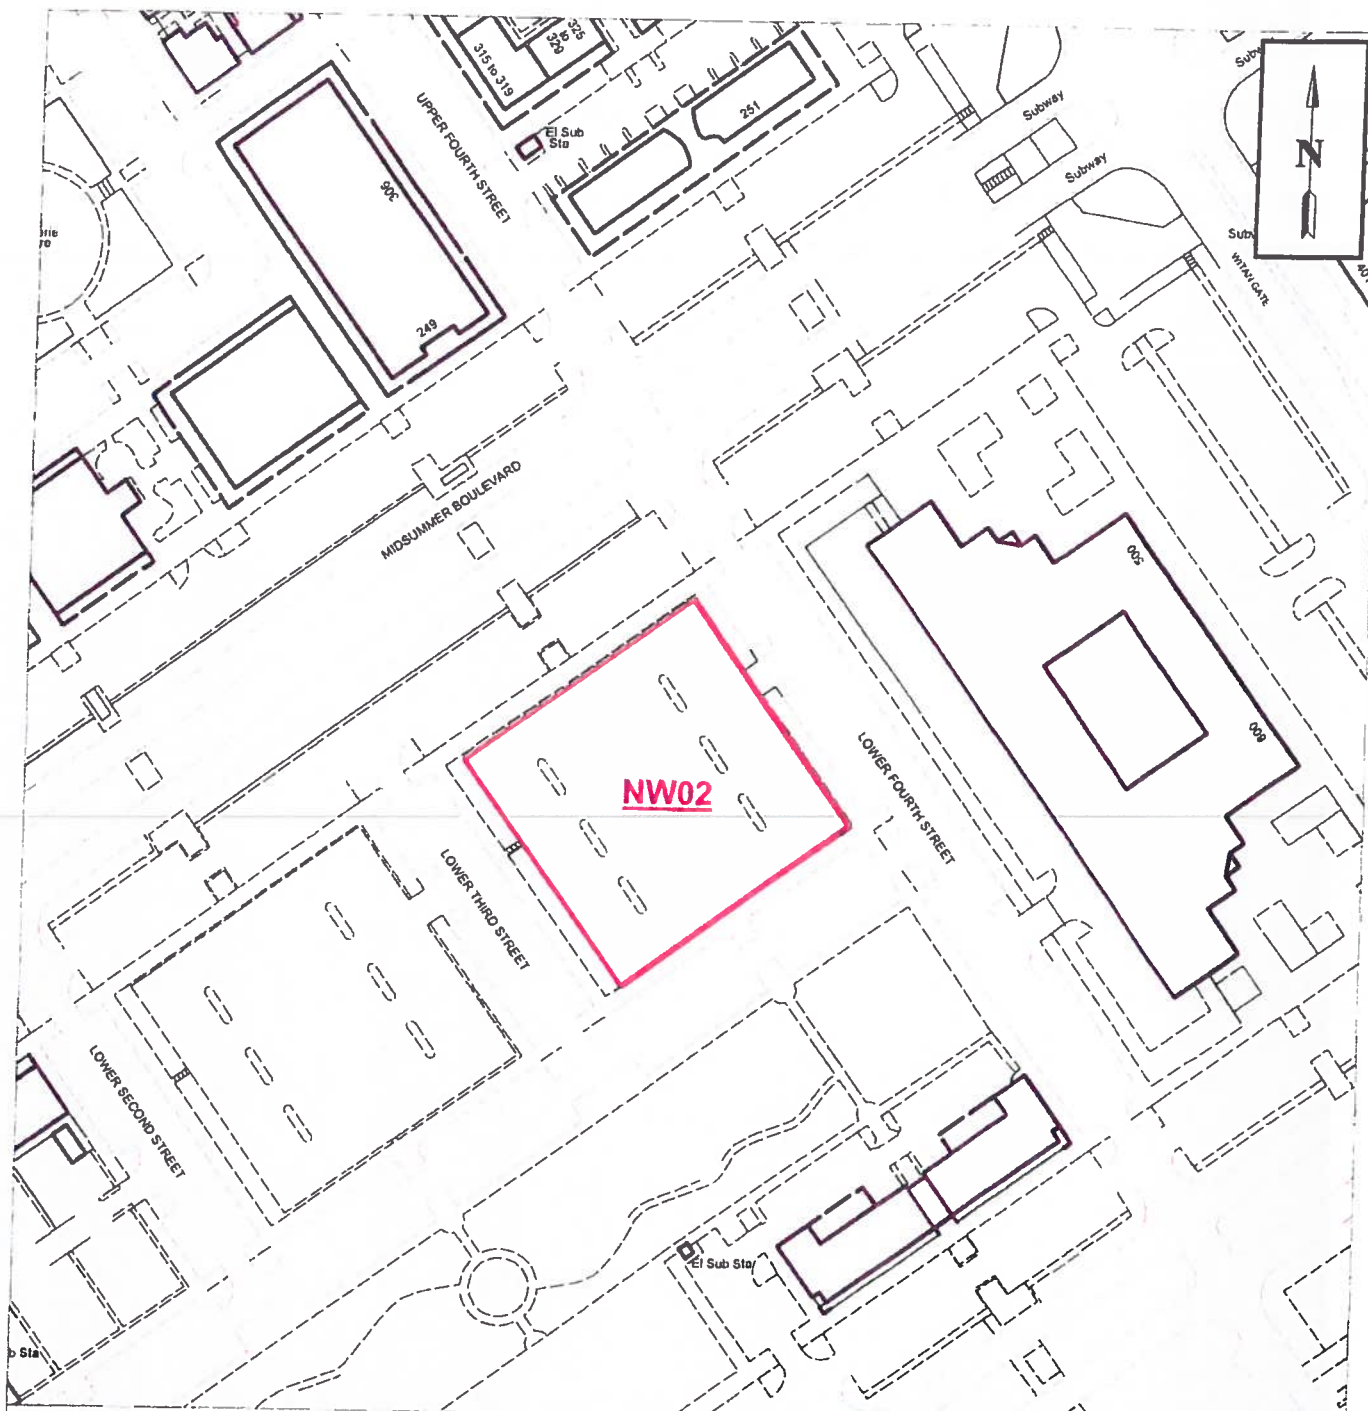 315 to 319
325
329
UPPER FOURTH STREET
El Sub
Sta
251
Subway
Subway
N
WITAN GATE
306
249
MIDSUMMER BOULEVARD
500
600
NW02
LOWER FOURTH STREET
LOWER THIRD STREET
LOWER SECOND STREET
El Sub Sta
Sta